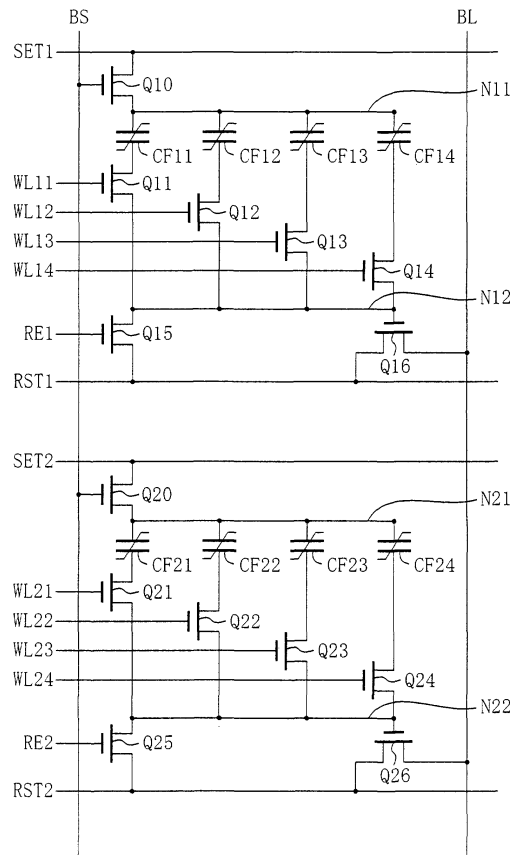 BS BL
SET1
Q10 N11
CF11 CF12 CF13 CF14
WL11 Q11
WL12 Q12
WL13 Q13
WL14 Q14
N12
RE1 Q15
Q16
RST1
SET2
Q20 N21
CF21 CF22 CF23 CF24
WL21 Q21
WL22 Q22
WL23 Q23
WL24 Q24
N22
RE2 Q25
Q26
RST2